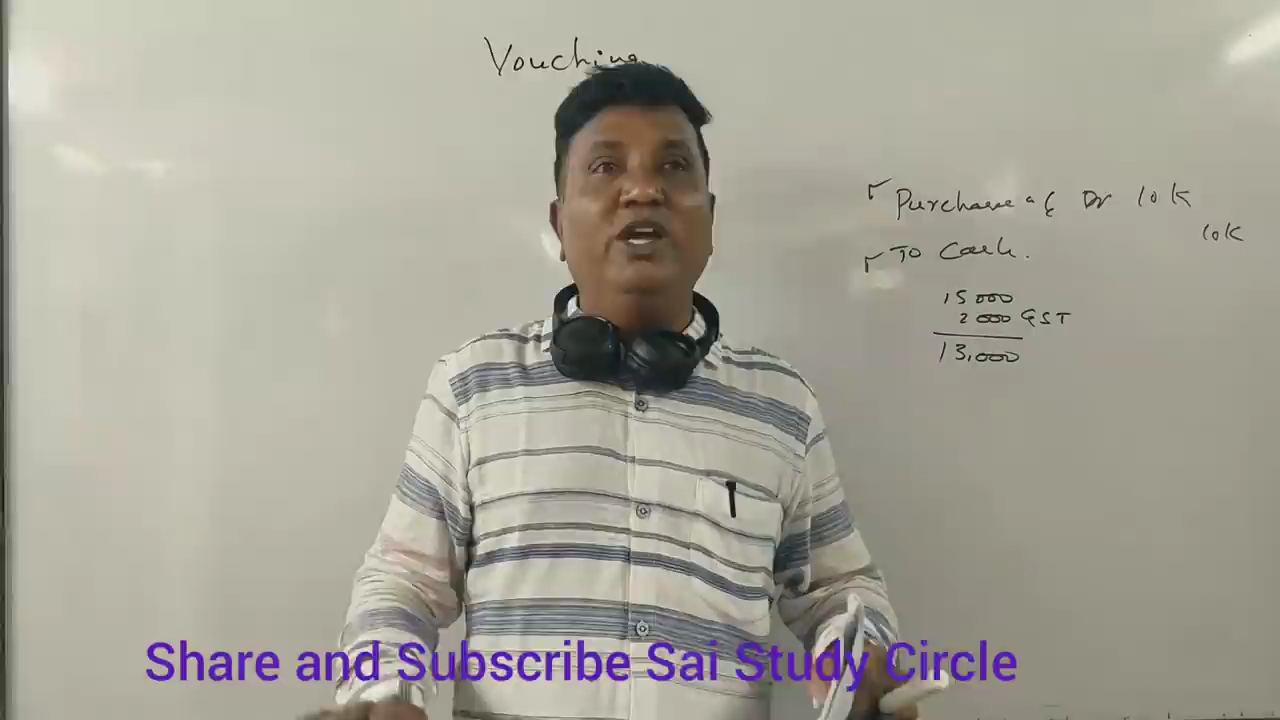 Vouching
Purchase a/c Dr 10K
10K
To Cash.
15000
2000 GST
13,000
Share and Subscribe Sai Study Circle